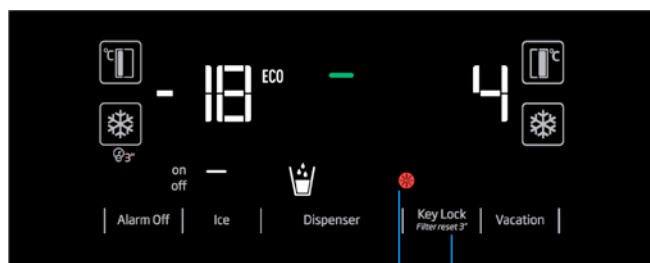 °C
°C
- 18
ECO
4
3"
on
off
Alarm Off
Ice
Dispenser
Key Lock
Filter reset 3"
Vacation